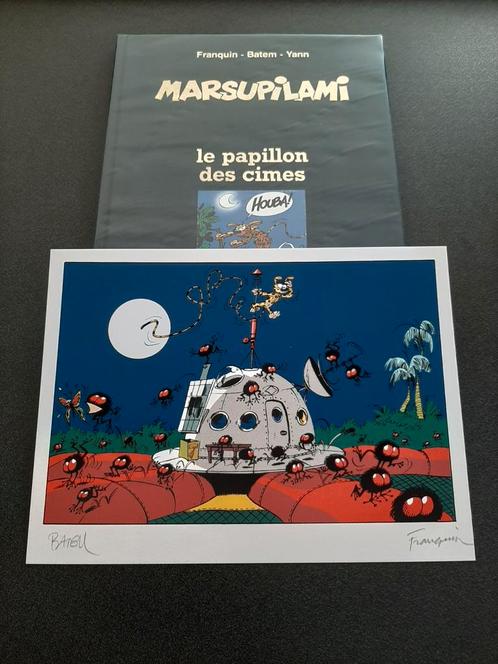 Franquin - Batem - Yann
MARSUPILAMI
le papillon
des cimes
HOUBA!
BATEM
Franquin